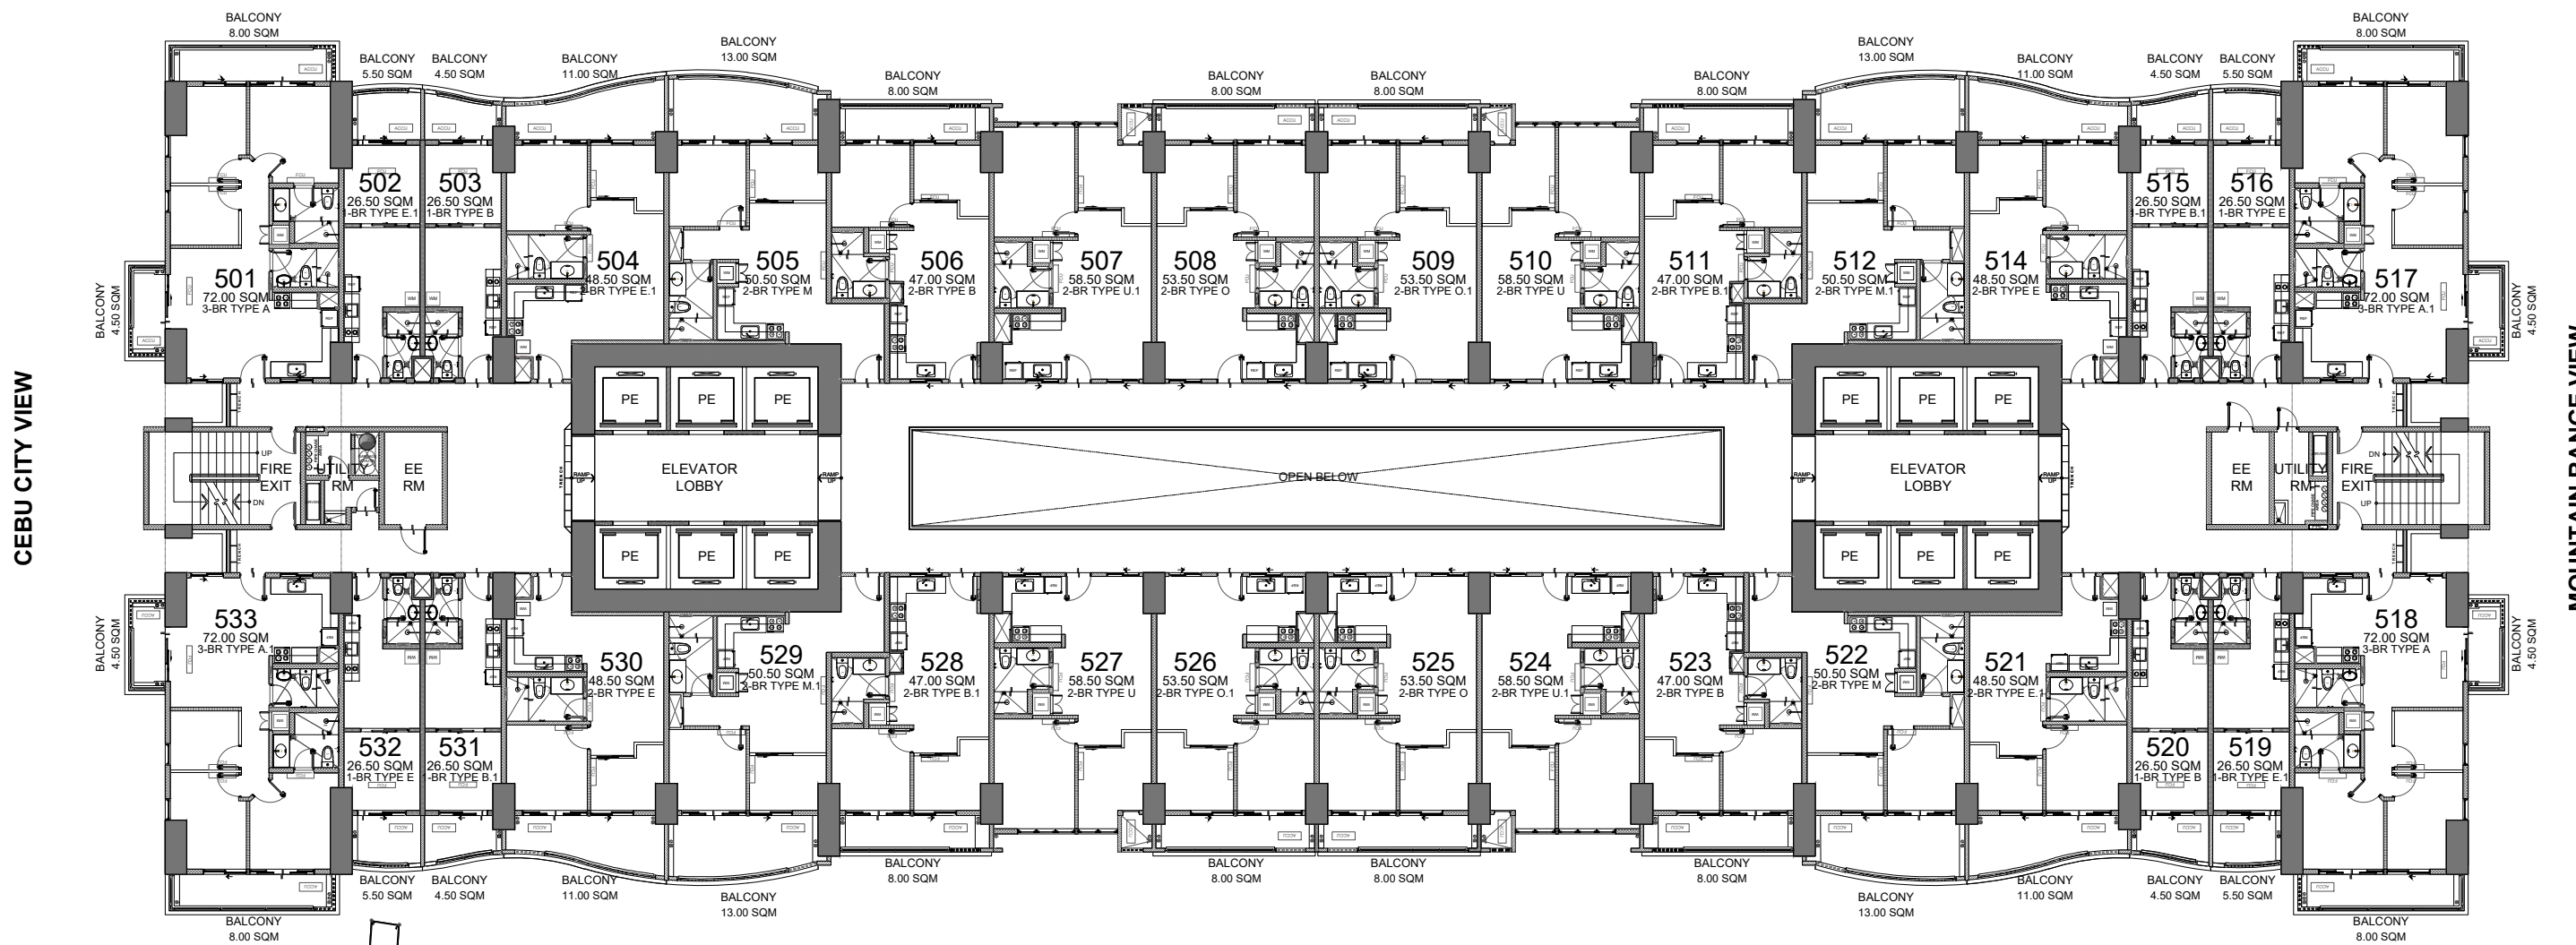 BALCONY
8.00 SQM
BALCONY
5.50 SQM
BALCONY
4.50 SQM
BALCONY
11.00 SQM
BALCONY
13.00 SQM
BALCONY
8.00 SQM
BALCONY
8.00 SQM
BALCONY
8.00 SQM
BALCONY
8.00 SQM
BALCONY
13.00 SQM
BALCONY
11.00 SQM
BALCONY
4.50 SQM
BALCONY
5.50 SQM
BALCONY
8.00 SQM
501
72.00 SQM
3-BR TYPE A
502
26.50 SQM
1-BR TYPE E.1
503
26.50 SQM
1-BR TYPE B
504
48.50 SQM
2-BR TYPE E.1
505
50.50 SQM
2-BR TYPE M
506
47.00 SQM
2-BR TYPE B
507
58.50 SQM
2-BR TYPE U.1
508
53.50 SQM
2-BR TYPE O
509
53.50 SQM
2-BR TYPE O.1
510
58.50 SQM
2-BR TYPE U
511
47.00 SQM
2-BR TYPE B.1
512
50.50 SQM
2-BR TYPE M.1
514
48.50 SQM
2-BR TYPE E
515
26.50 SQM
1-BR TYPE B.1
516
26.50 SQM
1-BR TYPE E
517
72.00 SQM
3-BR TYPE A.1
BALCONY
4.50 SQM
BALCONY
4.50 SQM
CEBU CITY VIEW
MOUNTAIN RANGE VIEW
PE
PE
PE
PE
PE
PE
UP
FIRE
EXIT
DN
UTILITY
RM
EE
RM
TRENCH
RAMP
UP
ELEVATOR
LOBBY
RAMP
UP
OPEN BELOW
RAMP
UP
ELEVATOR
LOBBY
RAMP
UP
TRENCH
EE
RM
UTILITY
RM
FIRE
EXIT
DN
UP
PE
PE
PE
PE
PE
PE
BALCONY
4.50 SQM
BALCONY
4.50 SQM
533
72.00 SQM
3-BR TYPE A.1
532
26.50 SQM
1-BR TYPE E
531
26.50 SQM
1-BR TYPE B.1
530
48.50 SQM
2-BR TYPE E
529
50.50 SQM
2-BR TYPE M.1
528
47.00 SQM
2-BR TYPE B.1
527
58.50 SQM
2-BR TYPE U
526
53.50 SQM
2-BR TYPE O.1
525
53.50 SQM
2-BR TYPE O
524
58.50 SQM
2-BR TYPE U.1
523
47.00 SQM
2-BR TYPE B
522
50.50 SQM
2-BR TYPE M
521
48.50 SQM
2-BR TYPE E.1
520
26.50 SQM
1-BR TYPE B
519
26.50 SQM
1-BR TYPE E.1
518
72.00 SQM
3-BR TYPE A
BALCONY
8.00 SQM
BALCONY
5.50 SQM
BALCONY
4.50 SQM
BALCONY
11.00 SQM
BALCONY
13.00 SQM
BALCONY
8.00 SQM
BALCONY
8.00 SQM
BALCONY
8.00 SQM
BALCONY
8.00 SQM
BALCONY
13.00 SQM
BALCONY
11.00 SQM
BALCONY
4.50 SQM
BALCONY
5.50 SQM
BALCONY
8.00 SQM